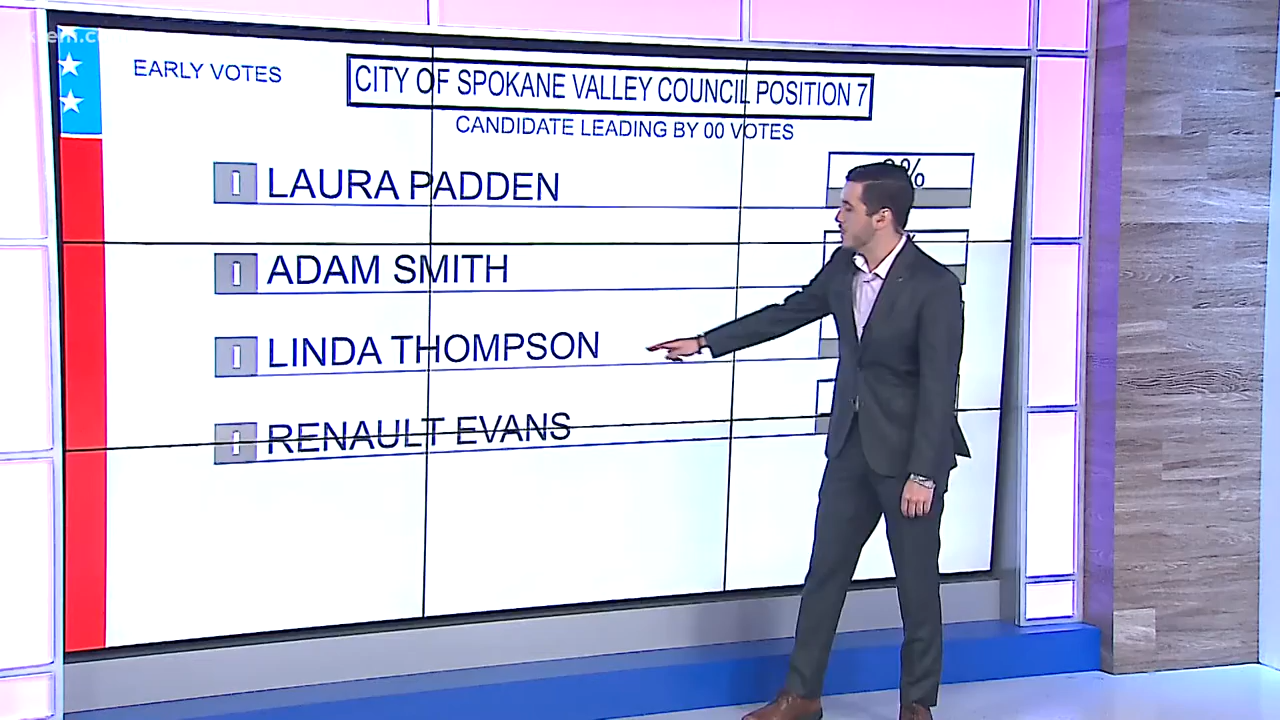 EARLY VOTES
CITY OF SPOKANE VALLEY COUNCIL POSITION 7
CANDIDATE LEADING BY 00 VOTES
I LAURA PADDEN
I ADAM SMITH
I LINDA THOMPSON
I RENAULT EVANS